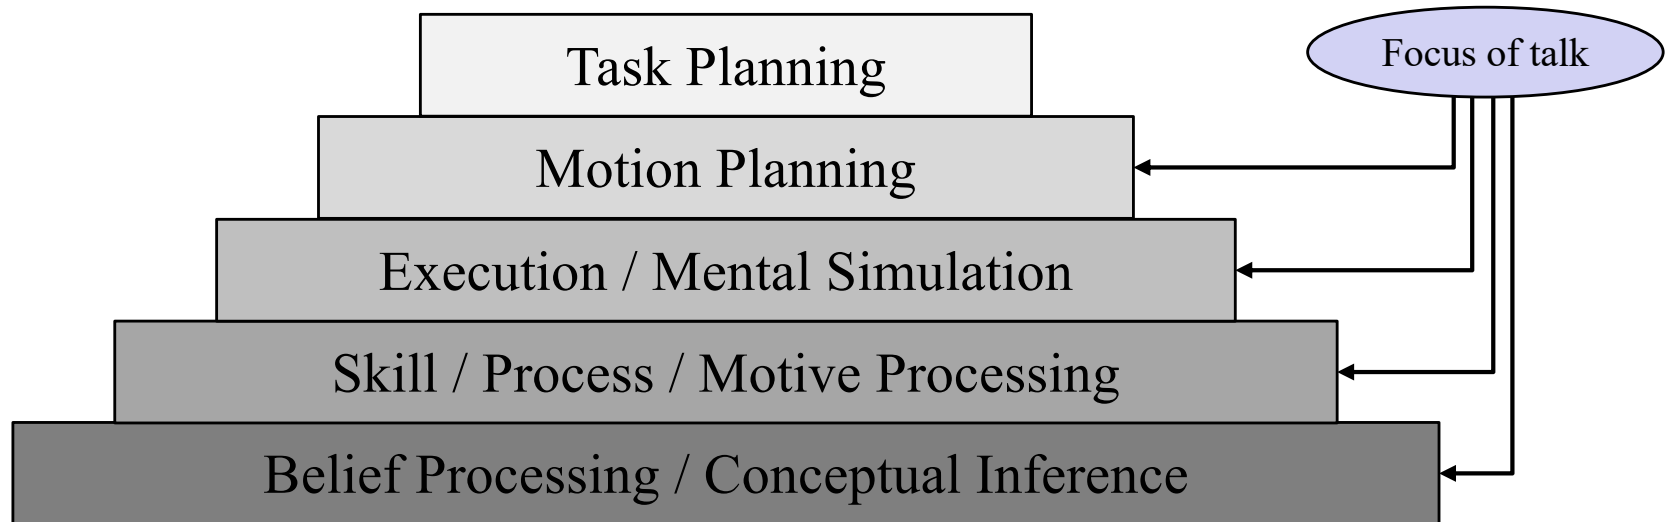 Task Planning
Focus of talk
Motion Planning
Execution / Mental Simulation
Skill / Process / Motive Processing
Belief Processing / Conceptual Inference